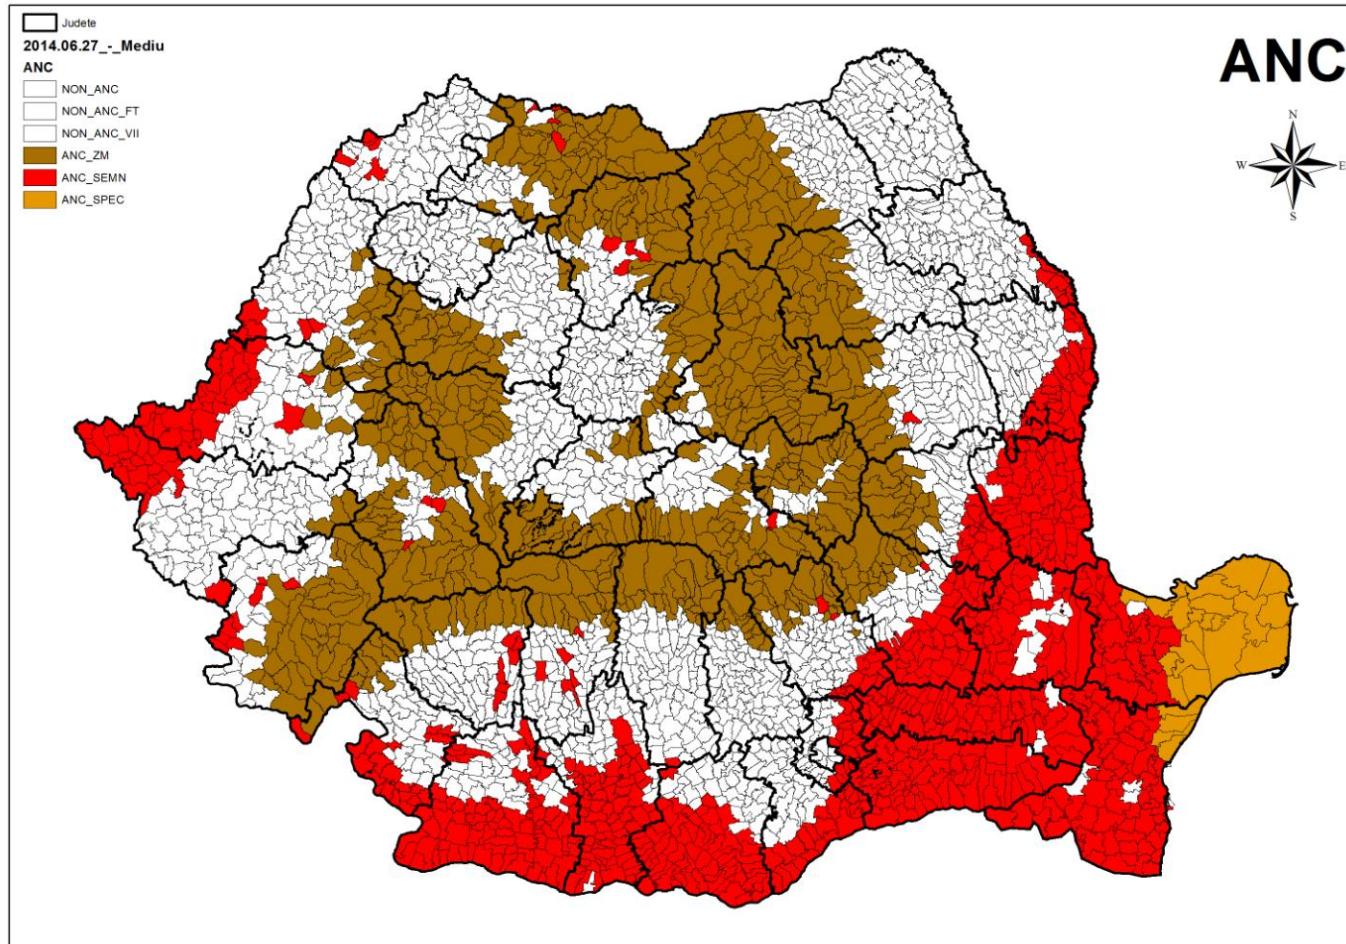 Judete
2014.06.27_-_Mediu
ANC
NON_ANC
NON_ANC_FT
NON_ANC_VII
ANC_ZM
ANC_SEMN
ANC_SPEC
ANC
N
W
E
S